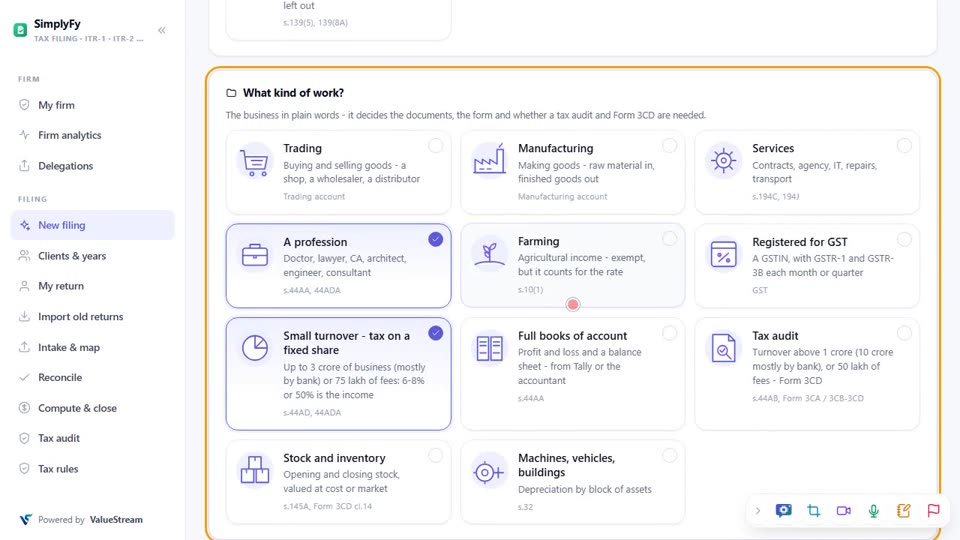 SimplyFy
TAX FILING · ITR-1 · ITR-2 ...
FIRM
My firm
Firm analytics
Delegations
FILING
New filing
Clients & years
My return
Import old returns
Intake & map
Reconcile
Compute & close
Tax audit
Tax rules
Powered by ValueStream
left out
s.139(5), 139(8A)
What kind of work?
The business in plain words - it decides the documents, the form and whether a tax audit and Form 3CD are needed.
Trading
Buying and selling goods - a
shop, a wholesaler, a distributor
Trading account
Manufacturing
Making goods - raw material in,
finished goods out
Manufacturing account
Services
Contracts, agency, IT, repairs,
transport
s.194C, 194J
A profession
Doctor, lawyer, CA, architect,
engineer, consultant
s.44AA, 44ADA
Farming
Agricultural income - exempt,
but it counts for the rate
s.10(1)
Registered for GST
A GSTIN, with GSTR-1 and GSTR-
3B each month or quarter
GST
Small turnover - tax on a
fixed share
Up to 3 crore of business (mostly
by bank) or 75 lakh of fees: 6-8%
or 50% is the income
s.44AD, 44ADA
Full books of account
Profit and loss and a balance
sheet - from Tally or the
accountant
s.44AA
Tax audit
Turnover above 1 crore (10 crore
mostly by bank), or 50 lakh of
fees - Form 3CD
s.44AB, Form 3CA / 3CB-3CD
Stock and inventory
Opening and closing stock,
valued at cost or market
s.145A, Form 3CD cl.14
Machines, vehicles,
buildings
Depreciation by block of assets
s.32